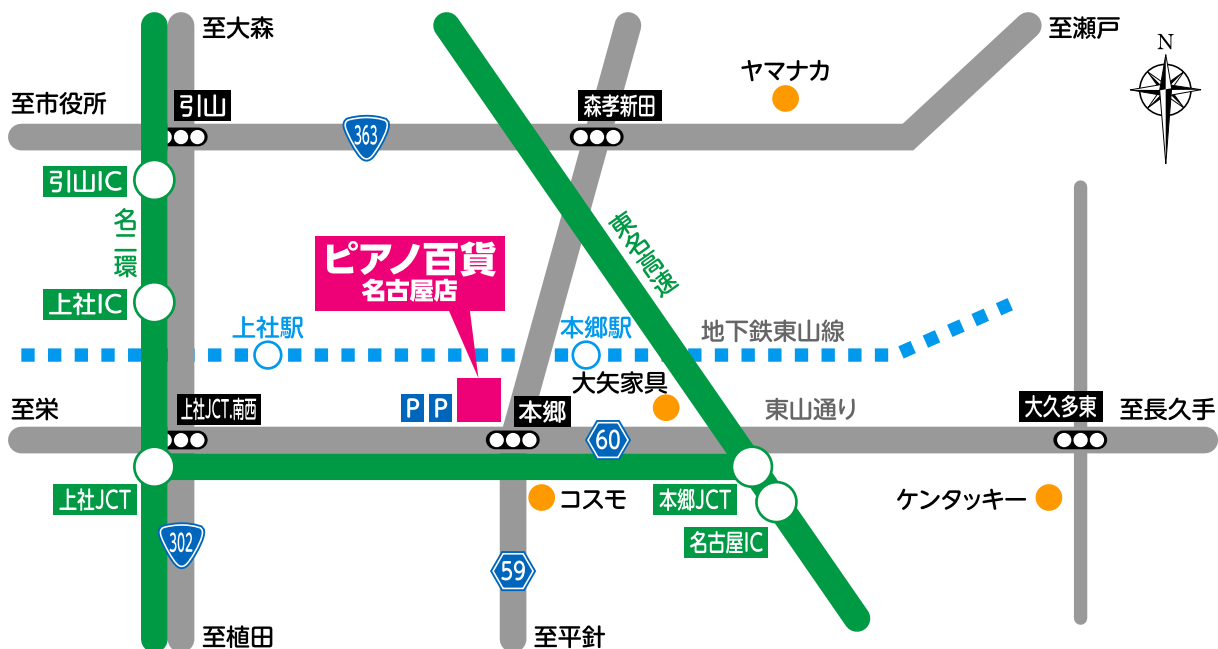 至大森
至瀬戸
N
ヤマナカ
至市役所
引山
森孝新田
363
引山IC
名二環
東名高速
ピアノ百貨
名古屋店
上社IC
上社駅
本郷駅
地下鉄東山線
大矢家具
至栄
上社JCT.南西
P P
本郷
東山通り
大久多東
至長久手
60
上社JCT
コスモ
本郷JCT
ケンタッキー
名古屋IC
302
59
至植田
至平針